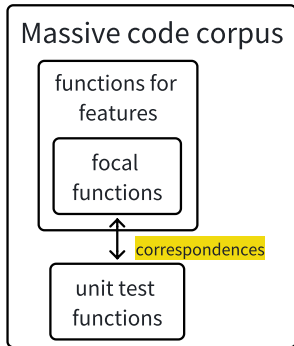 Massive code corpus
functions for
features
focal
functions
correspondences
unit test
functions